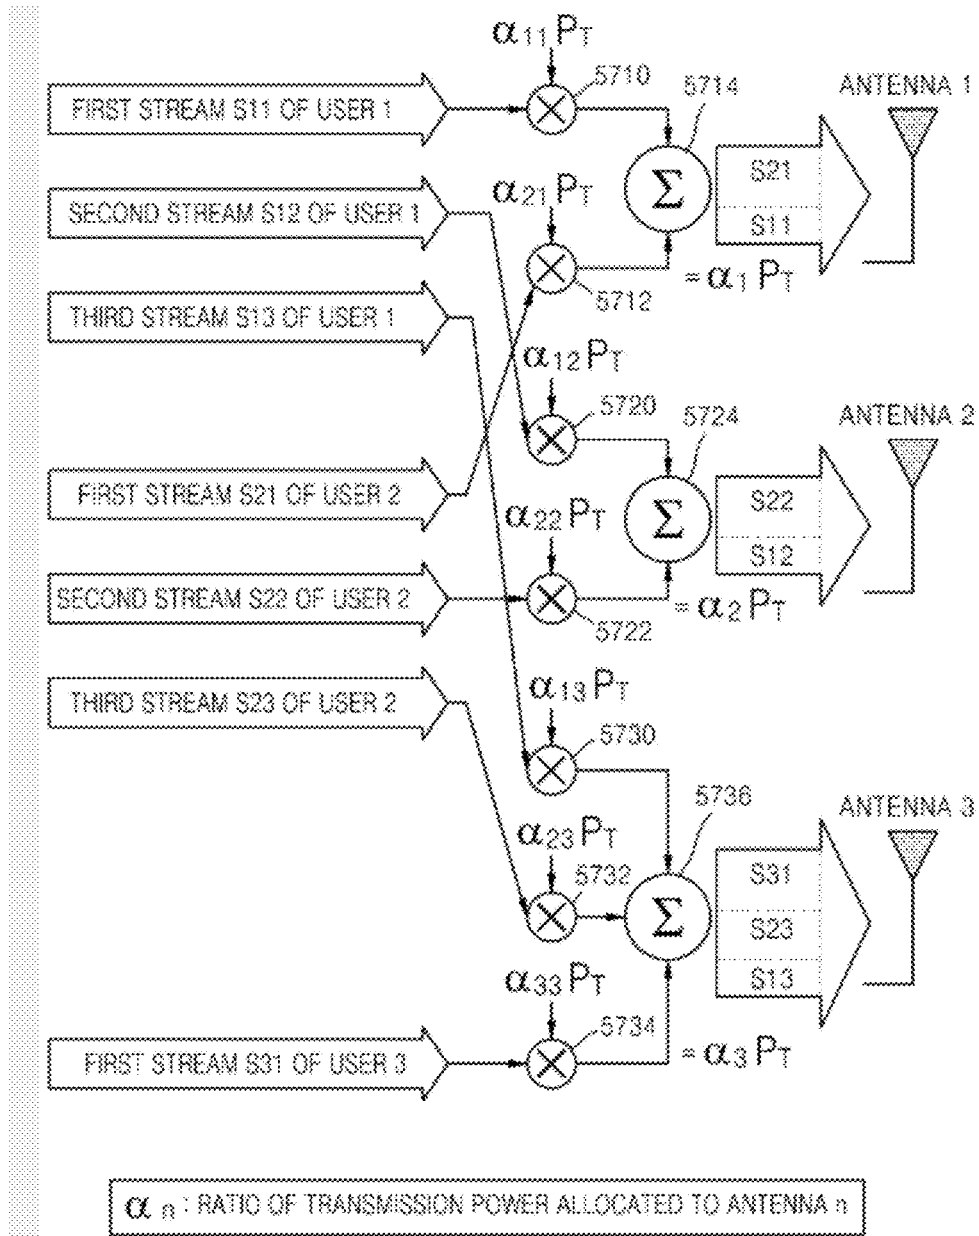 α11PT
5710
5714
ANTENNA 1
FIRST STREAM S11 OF USER 1
Σ
S21
S11
SECOND STREAM S12 OF USER 1
α21PT
5712
= α1PT
THIRD STREAM S13 OF USER 1
α12PT
5720
5724
ANTENNA 2
FIRST STREAM S21 OF USER 2
Σ
S22
S12
α22PT
SECOND STREAM S22 OF USER 2
5722
= α2PT
THIRD STREAM S23 OF USER 2
α13PT
5730
5736
ANTENNA 3
α23PT
5732
Σ
S31
S23
S13
α33PT
5734
FIRST STREAM S31 OF USER 3
= α3PT
αn : RATIO OF TRANSMISSION POWER ALLOCATED TO ANTENNA n